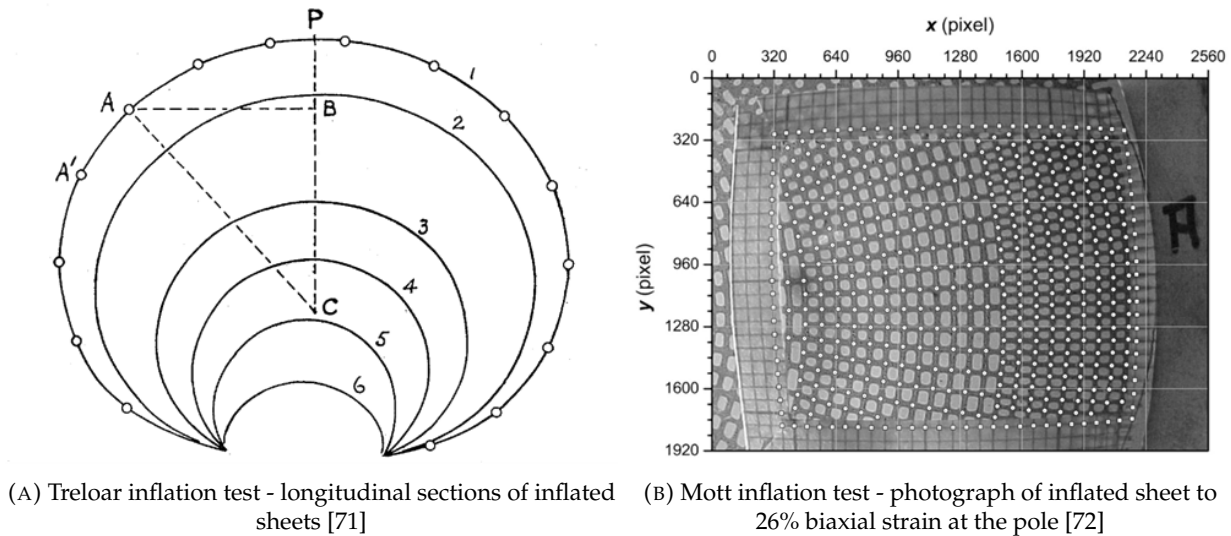 P
A
B
A'
C
1
2
3
4
5
6
x (pixel)
0 320 640 960 1280 1600 1920 2240 2560
y (pixel)
0
320
640
960
1280
1600
1920
A
(A) Treloar inflation test - longitudinal sections of inflated
sheets [71]
(B) Mott inflation test - photograph of inflated sheet to
26% biaxial strain at the pole [72]